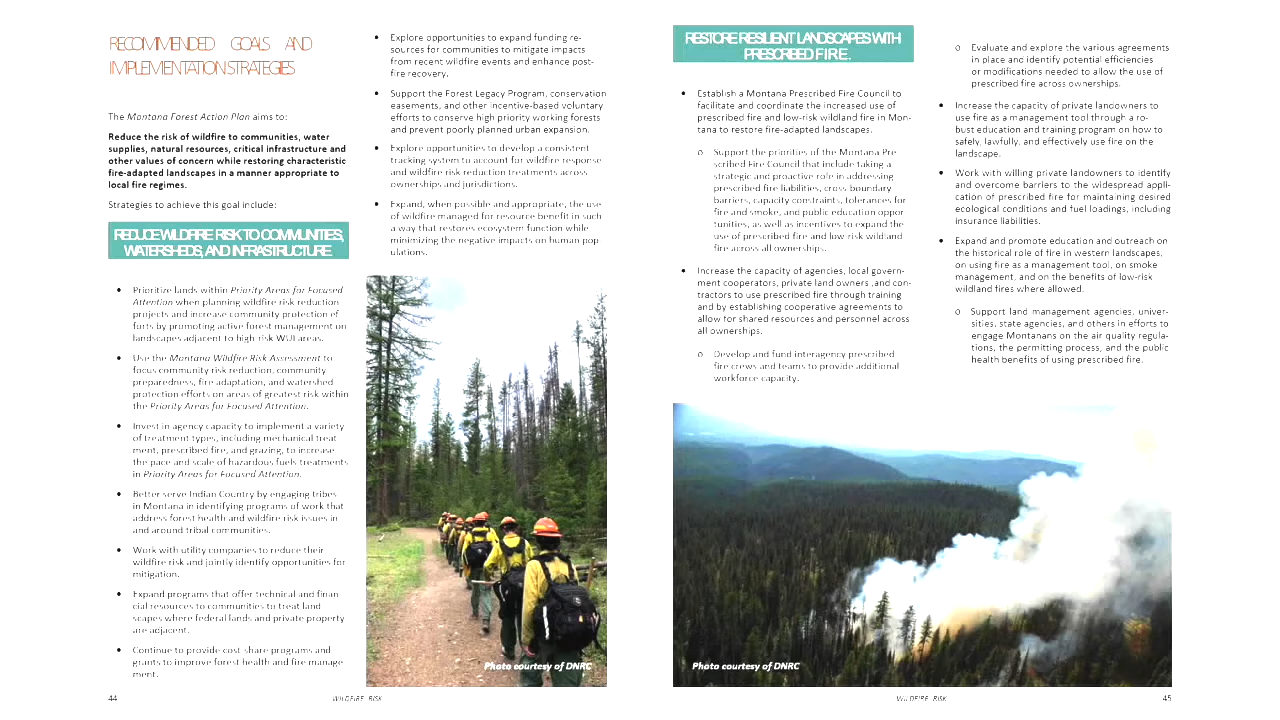 RECOMMENDED GOALS AND
IMPLEMENTATION STRATEGIES
The Montana Forest Action Plan aims to:
Reduce the risk of wildfire to communities, water
supplies, natural resources, critical infrastructure and
other values of concern while restoring characteristic
fire-adapted landscapes in a manner appropriate to
local fire regimes.
Strategies to achieve this goal include:
REDUCE WILDFIRE RISK TO COMMUNITIES,
WATERSHEDS, AND INFRASTRUCTURE.
• Prioritize lands within Priority Areas for Focused
Attention when planning wildfire risk reduction
projects and increase community protection ef
forts by promoting active forest management on
landscapes adjacent to high risk WUI areas.
• Use the Montana Wildfire Risk Assessment to
focus community risk reduction, community
preparedness, fire adaptation, and watershed
protection efforts on areas of greatest risk within
the Priority Areas for Focused Attention.
• Invest in agency capacity to implement a variety
of treatment types, including mechanical treat
ment, prescribed fire, and grazing, to increase
the pace and scale of hazardous fuels treatments
in Priority Areas for Focused Attention.
• Better serve Indian Country by engaging tribes
in Montana in identifying programs of work that
address forest health and wildfire risk issues in
and around tribal communities.
• Work with utility companies to reduce their
wildfire risk and jointly identify opportunities for
mitigation.
• Expand programs that offer technical and finan
cial resources to communities to treat land
scapes where federal lands and private property
are adjacent.
• Continue to provide cost-share programs and
grants to improve forest health and fire manage
ment.
• Explore opportunities to expand funding re-
sources for communities to mitigate impacts
from recent wildfire events and enhance post-
fire recovery.
• Support the Forest Legacy Program, conservation
easements, and other incentive-based voluntary
efforts to conserve high priority working forests
and prevent poorly planned urban expansion.
• Explore opportunities to develop a consistent
tracking system to account for wildfire response
and wildfire risk reduction treatments across
ownerships and jurisdictions.
• Expand, when possible and appropriate, the use
of wildfire managed for resource benefit in such
a way that restores ecosystem function while
minimizing the negative impacts on human pop
ulations.
Photo courtesy of DNRC
44
WILDFIRE RISK
RESTORE RESILIENT LANDSCAPES WITH
PRESCRIBED FIRE.
• Establish a Montana Prescribed Fire Council to
facilitate and coordinate the increased use of
prescribed fire and low-risk wildland fire in Mon-
tana to restore fire-adapted landscapes.
o Support the priorities of the Montana Pre
scribed Fire Council that include taking a
strategic and proactive role in addressing
prescribed fire liabilities, cross boundary
barriers, capacity constraints, tolerances for
fire and smoke, and public education oppor
tunities, as well as incentives to expand the
use of prescribed fire and low risk wildland
fire across all ownerships.
• Increase the capacity of agencies, local govern-
ment cooperators, private land owners ,and con-
tractors to use prescribed fire through training
and by establishing cooperative agreements to
allow for shared resources and personnel across
all ownerships.
o Develop and fund interagency prescribed
fire crews and teams to provide additional
workforce capacity.
o Evaluate and explore the various agreements
in place and identify potential efficiencies
or modifications needed to allow the use of
prescribed fire across ownerships.
• Increase the capacity of private landowners to
use fire as a management tool through a ro-
bust education and training program on how to
safely, lawfully, and effectively use fire on the
landscape.
• Work with willing private landowners to identify
and overcome barriers to the widespread appli-
cation of prescribed fire for maintaining desired
ecological conditions and fuel loadings, including
insurance liabilities.
• Expand and promote education and outreach on
the historical role of fire in western landscapes,
on using fire as a management tool, on smoke
management, and on the benefits of low-risk
wildland fires where allowed.
o Support land management agencies, univer-
sities, state agencies, and others in efforts to
engage Montanans on the air quality regula-
tions, the permitting process, and the public
health benefits of using prescribed fire.
Photo courtesy of DNRC
WILDFIRE RISK
45